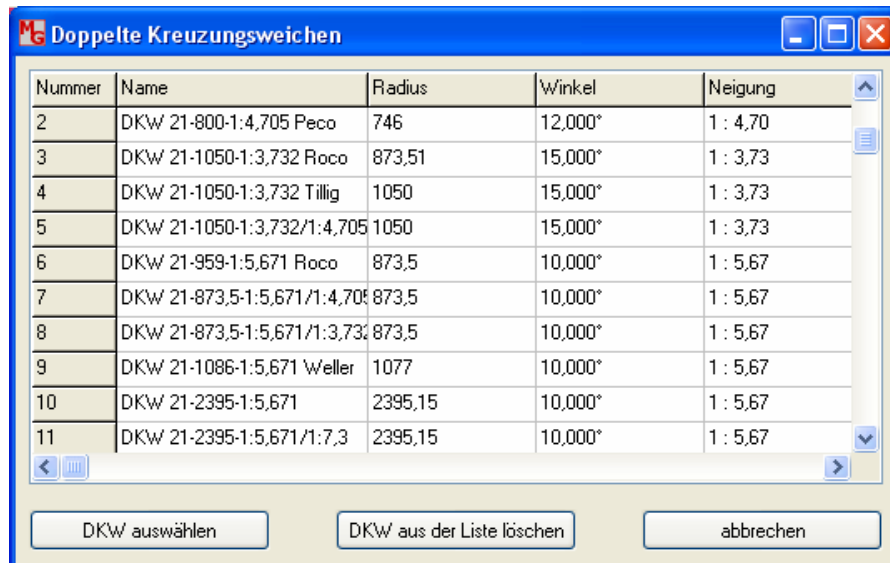 MG Doppelte Kreuzungsweichen
Nummer Name Radius Winkel Neigung
2 DKW 21-800-1:4,705 Peco 746 12,000° 1 : 4,70
3 DKW 21-1050-1:3,732 Roco 873,51 15,000° 1 : 3,73
4 DKW 21-1050-1:3,732 Tillig 1050 15,000° 1 : 3,73
5 DKW 21-1050-1:3,732/1:4,705 1050 15,000° 1 : 3,73
6 DKW 21-959-1:5,671 Roco 873,5 10,000° 1 : 5,67
7 DKW 21-873,5-1:5,671/1:4,705 873,5 10,000° 1 : 5,67
8 DKW 21-873,5-1:5,671/1:3,732 873,5 10,000° 1 : 5,67
9 DKW 21-1086-1:5,671 Weller 1077 10,000° 1 : 5,67
10 DKW 21-2395-1:5,671 2395,15 10,000° 1 : 5,67
11 DKW 21-2395-1:5,671/1:7,3 2395,15 10,000° 1 : 5,67
DKW auswählen DKW aus der Liste löschen abbrechen